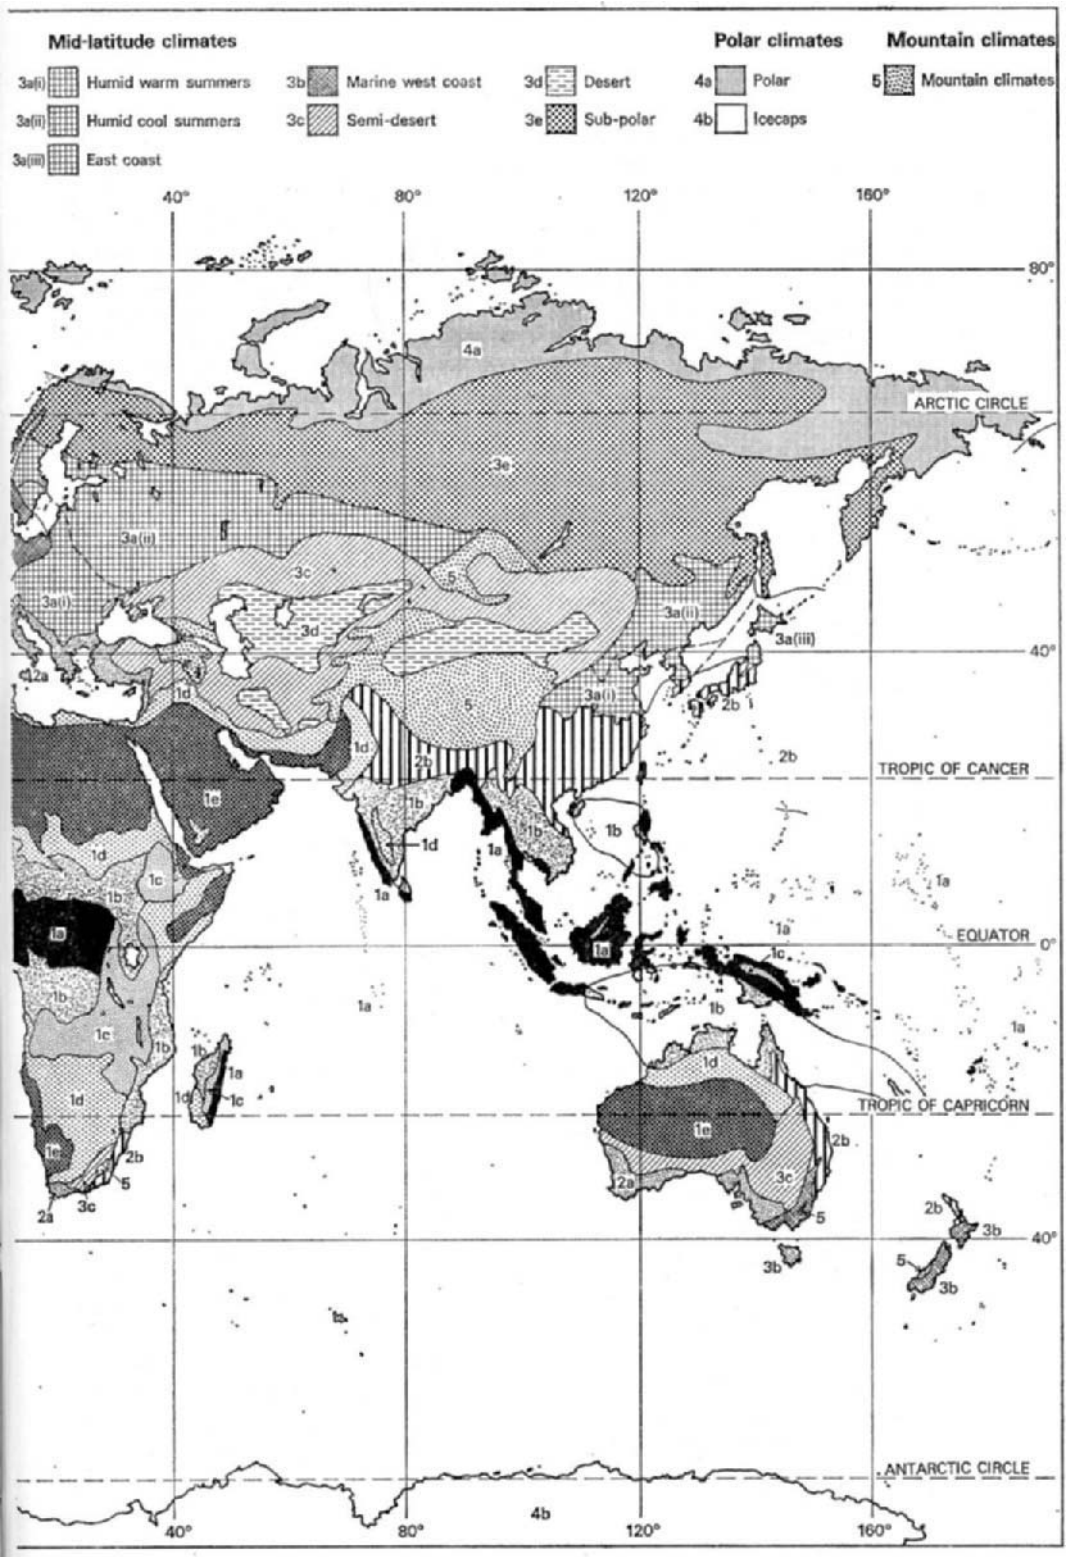 Mid-latitude climates
Polar climates
Mountain climates
3a(i) Humid warm summers
3b Marine west coast
3d Desert
4a Polar
5 Mountain climates
3a(ii) Humid cool summers
3c Semi-desert
3e Sub-polar
4b Icecaps
3a(iii) East coast
40° 80° 120° 160°
80°
4a
ARCTIC CIRCLE
3e
3a(ii)
3c
5
3a(i)
3a(ii)
3d
3a(iii)
40°
2a
1d
3a(i)
5
2b
1d
2b
2b
TROPIC OF CANCER
1e
1b
1b
1b
1d
1d
1a
1c
1b
1a
1a
1a
1a
EQUATOR 0°
1a
1c
1b
1a
1b
1a
1c
1b
1b
1a
1d
1d
1d
1c
TROPIC OF CAPRICORN
1e
1e
2b
2b
5
2a
3c
3c
2a
5
2b
3b
40°
3b
5
3b
ANTARCTIC CIRCLE
4b
40° 80° 120° 160°